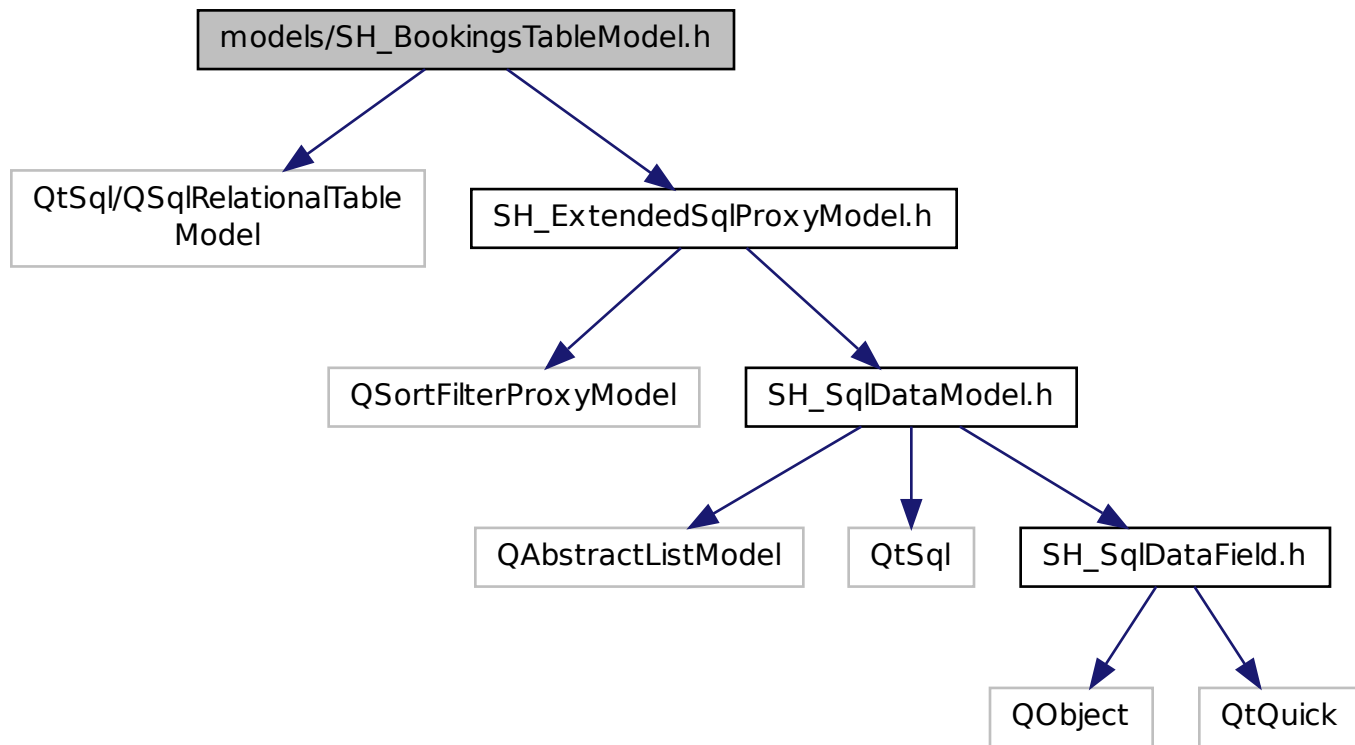 models/SH_BookingsTableModel.h
QtSql/QSqlRelationalTable
Model
SH_ExtendedSqlProxyModel.h
QSortFilterProxyModel
SH_SqlDataModel.h
QAbstractListModel
QtSql
SH_SqlDataField.h
QObject
QtQuick